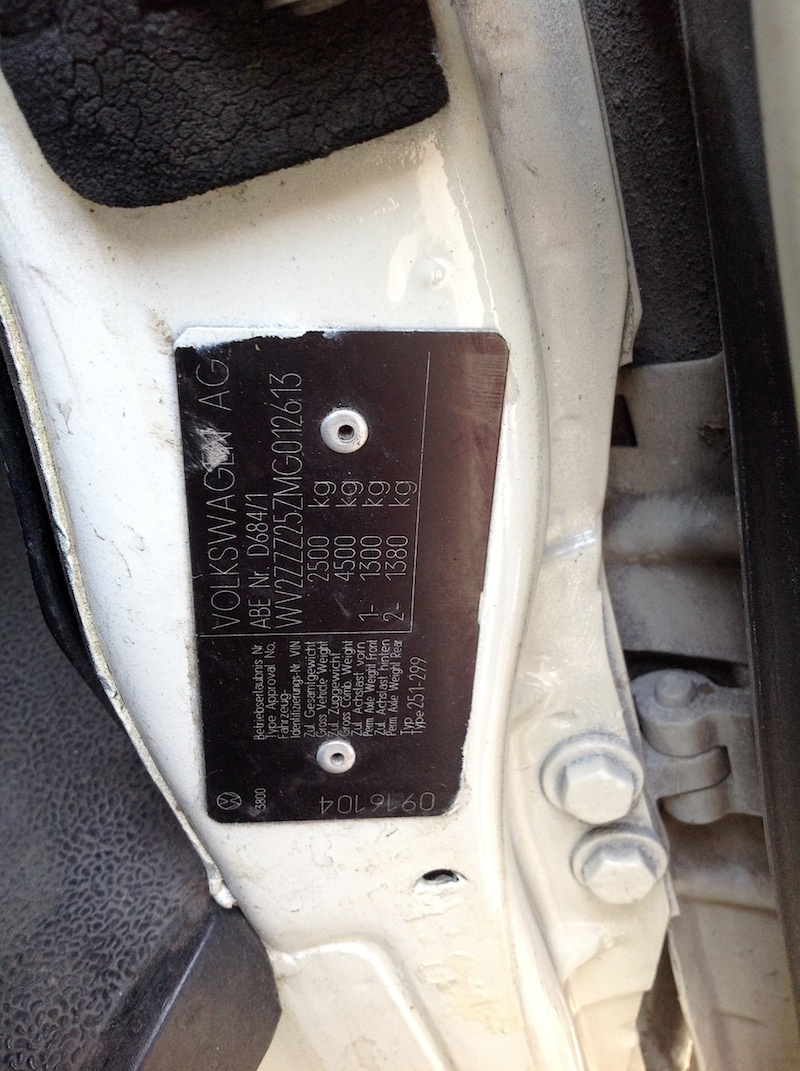 VOLKSWAGEN AG
Betriebserlaubnis Nr
Type Approval No. ABE Nr. D684/1
Fahrzeug-
Identifizierungs-Nr. VIN WV2ZZZ25ZMG012613
Zul. Gesamtgewicht
Gross Vehicle Weight 2500 kg
Zul. Zuggewicht
Gross Comb. Weight 4500 kg
Zul. Achslast vorn
Perm. Axle Weight Front 1- 1300 kg
Zul. Achslast hinten
Perm. Axle Weight Rear 2- 1380 kg
Typ
Type 251-299
3800
0916104